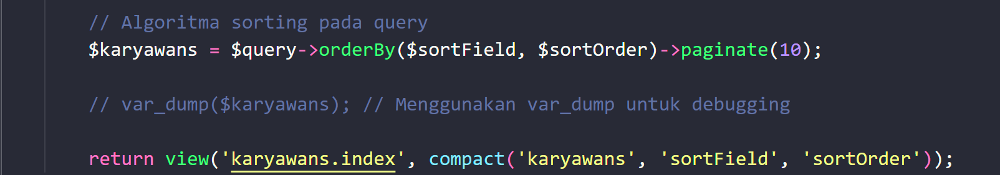 // Algoritma sorting pada query
$karyawans = $query->orderBy($sortField, $sortOrder)->paginate(10);
// var_dump($karyawans); // Menggunakan var_dump untuk debugging
return view('karyawans.index', compact('karyawans', 'sortField', 'sortOrder'));